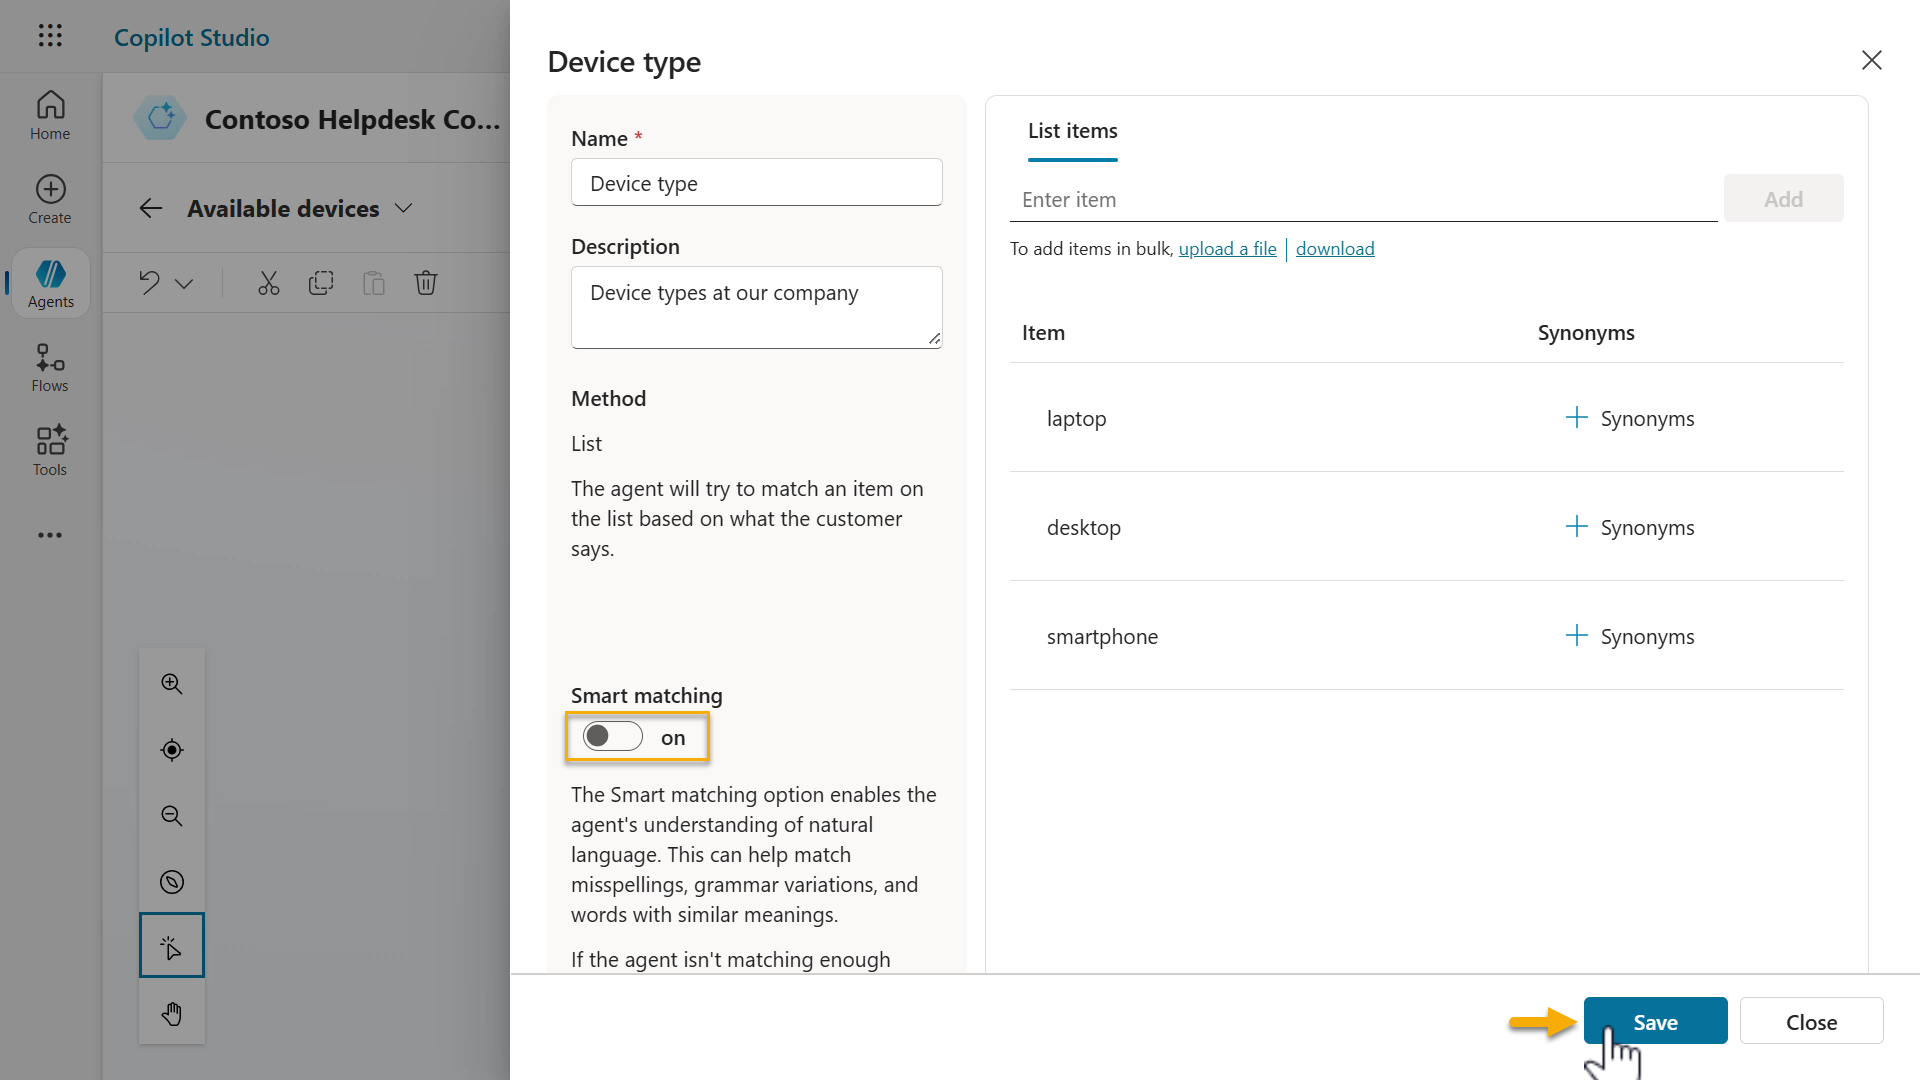 Copilot Studio
Home
Create
Agents
Flows
Tools
Contoso Helpdesk Co...
Available devices
Device type
Name *
Device type
Description
Device types at our company
Method
List
The agent will try to match an item on
the list based on what the customer
says.
Smart matching
on
The Smart matching option enables the
agent's understanding of natural
language. This can help match
misspellings, grammar variations, and
words with similar meanings.
If the agent isn't matching enough
List items
Enter item
Add
To add items in bulk, upload a file | download
Item Synonyms
laptop Synonyms
desktop Synonyms
smartphone Synonyms
Save
Close